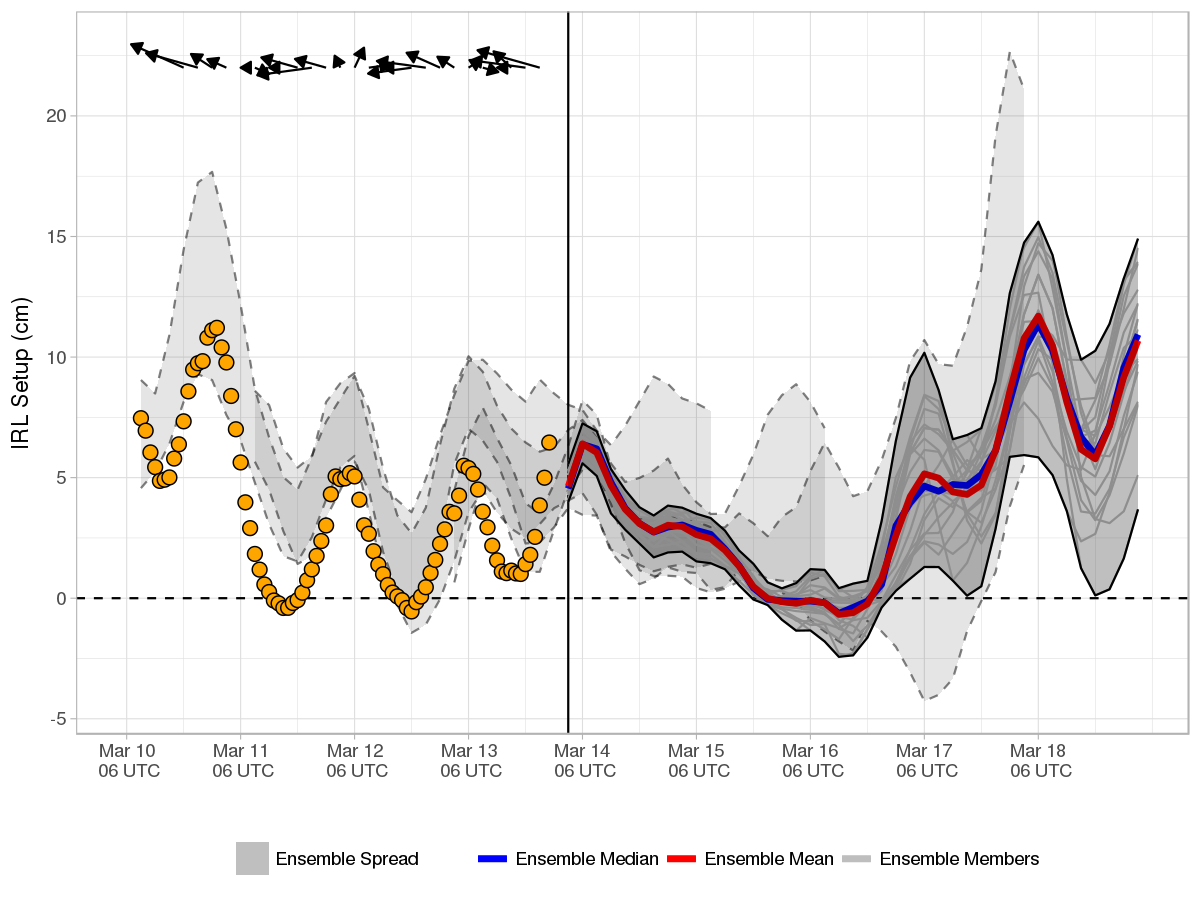 IRL Setup (cm)
20
15
10
5
0
-5
Mar 10 Mar 11 Mar 12 Mar 13 Mar 14 Mar 15 Mar 16 Mar 17 Mar 18
06 UTC 06 UTC 06 UTC 06 UTC 06 UTC 06 UTC 06 UTC 06 UTC 06 UTC
Ensemble Spread Ensemble Median Ensemble Mean Ensemble Members